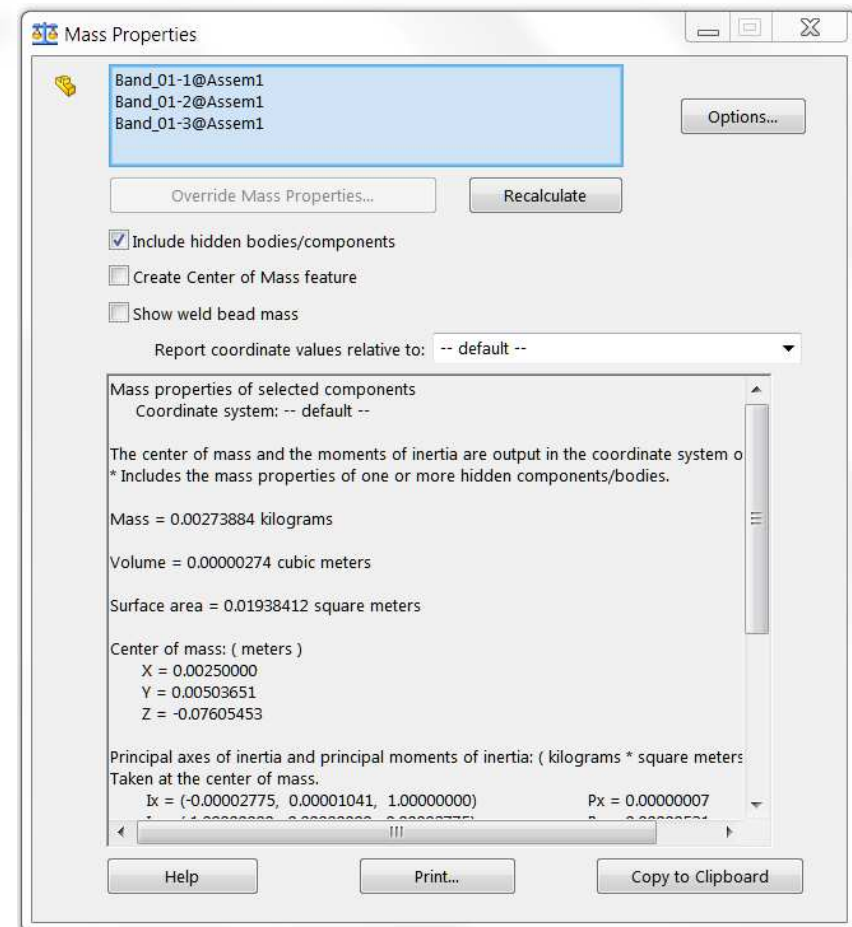 Mass Properties
Band_01-1@Assem1
Band_01-2@Assem1
Band_01-3@Assem1
Options...
Override Mass Properties...
Recalculate
Include hidden bodies/components
Create Center of Mass feature
Show weld bead mass
Report coordinate values relative to: -- default --
Mass properties of selected components
Coordinate system: -- default --
The center of mass and the moments of inertia are output in the coordinate system o
* Includes the mass properties of one or more hidden components/bodies.
Mass = 0.00273884 kilograms
Volume = 0.00000274 cubic meters
Surface area = 0.01938412 square meters
Center of mass: ( meters )
X = 0.00250000
Y = 0.00503651
Z = -0.07605453
Principal axes of inertia and principal moments of inertia: ( kilograms * square meters
Taken at the center of mass.
Ix = (-0.00002775, 0.00001041, 1.00000000) Px = 0.00000007
Help
Print...
Copy to Clipboard